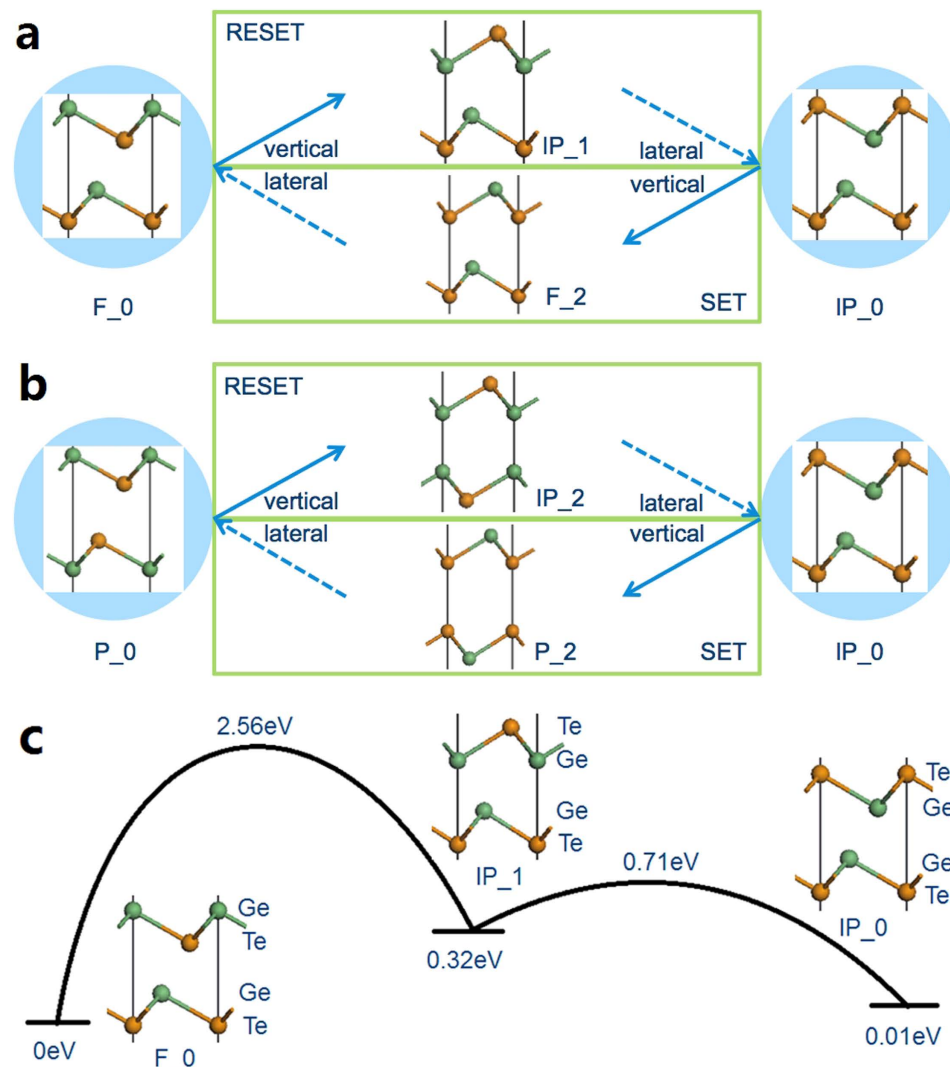 a
RESET
vertical
IP_1
lateral
lateral
vertical
F_2
SET
F_0
IP_0
b
RESET
vertical
IP_2
lateral
lateral
vertical
P_2
SET
P_0
IP_0
c
2.56eV
Te
Ge
Ge
Te
IP_1
0.71eV
Te
Ge
Ge
Te
IP_0
Ge
Te
Ge
Te
F_0
0eV
0.32eV
0.01eV